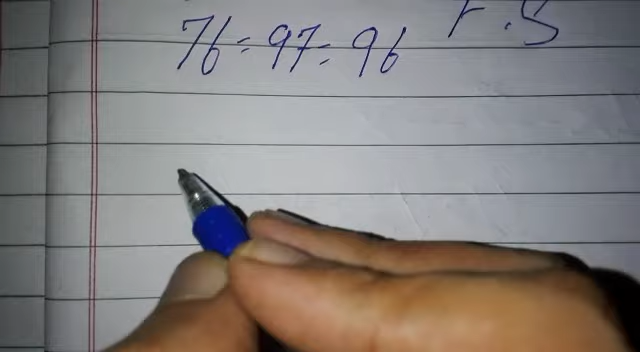 76 = 97 = 96 F.S